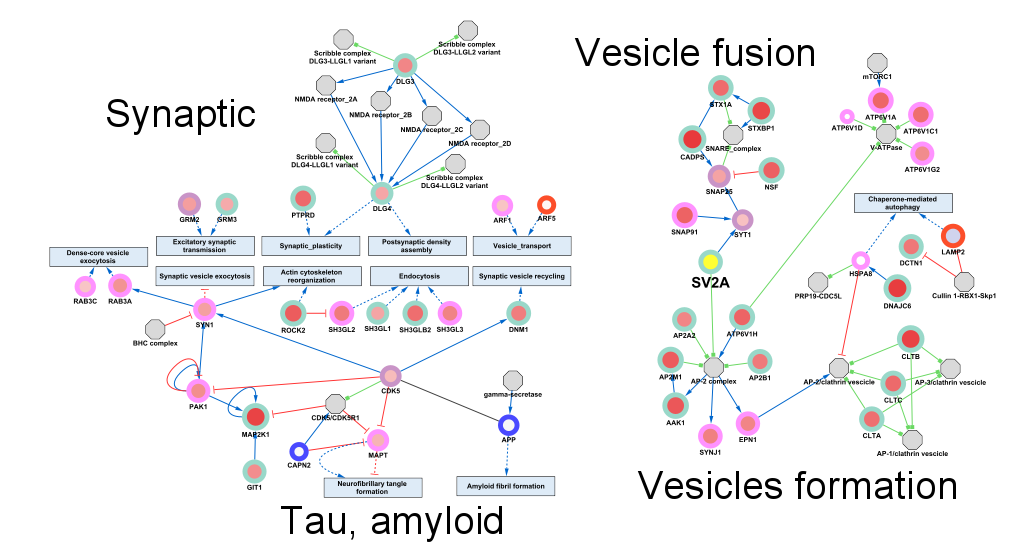 Synaptic
Vesicle fusion
Scribble complex
DLG3-LLGL1 variant
Scribble complex
DLG3-LLGL2 variant
DLG3
NMDA receptor_2A
NMDA receptor_2B
NMDA receptor_2C
NMDA receptor_2D
Scribble complex
DLG4-LLGL1 variant
Scribble complex
DLG4-LLGL2 variant
DLG4
GRM2
GRM3
PTPRD
ARF1
ARF5
Dense-core vesicle
exocytosis
Excitatory synaptic
transmission
Synaptic_plasticity
Postsynaptic density
assembly
Vesicle_transport
Synaptic vesicle exocytosis
Actin cytoskeleton
reorganization
Endocytosis
Synaptic vesicle recycling
RAB3C
RAB3A
SYN1
BHC complex
ROCK2
SH3GL2
SH3GL1
SH3GLB2
SH3GL3
DNM1
PAK1
CDK5
CDK5/CDK5R1
gamma-secretase
MAP2K1
MAPT
APP
CAPN2
GIT1
Neurofibrillary tangle
formation
Amyloid fibril formation
Tau, amyloid
STX1A
STXBP1
SNARE_complex
CADPS
SNAP25
NSF
SNAP91
SYT1
SV2A
mTORC1
ATP6V1A
ATP6V1D
ATP6V1C1
V-ATPase
ATP6V1G2
Chaperone-mediated
autophagy
LAMP2
DCTN1
HSPA8
PRP19-CDC5L
DNAJC6
Cullin 1-RBX1-Skp1
AP2A2
ATP6V1H
AP2M1
AP-2 complex
AP2B1
AAK1
SYNJ1
EPN1
CLTB
AP-2/clathrin vescicle
AP-3/clathrin vescicle
CLTC
CLTA
AP-1/clathrin vescicle
Vesicles formation